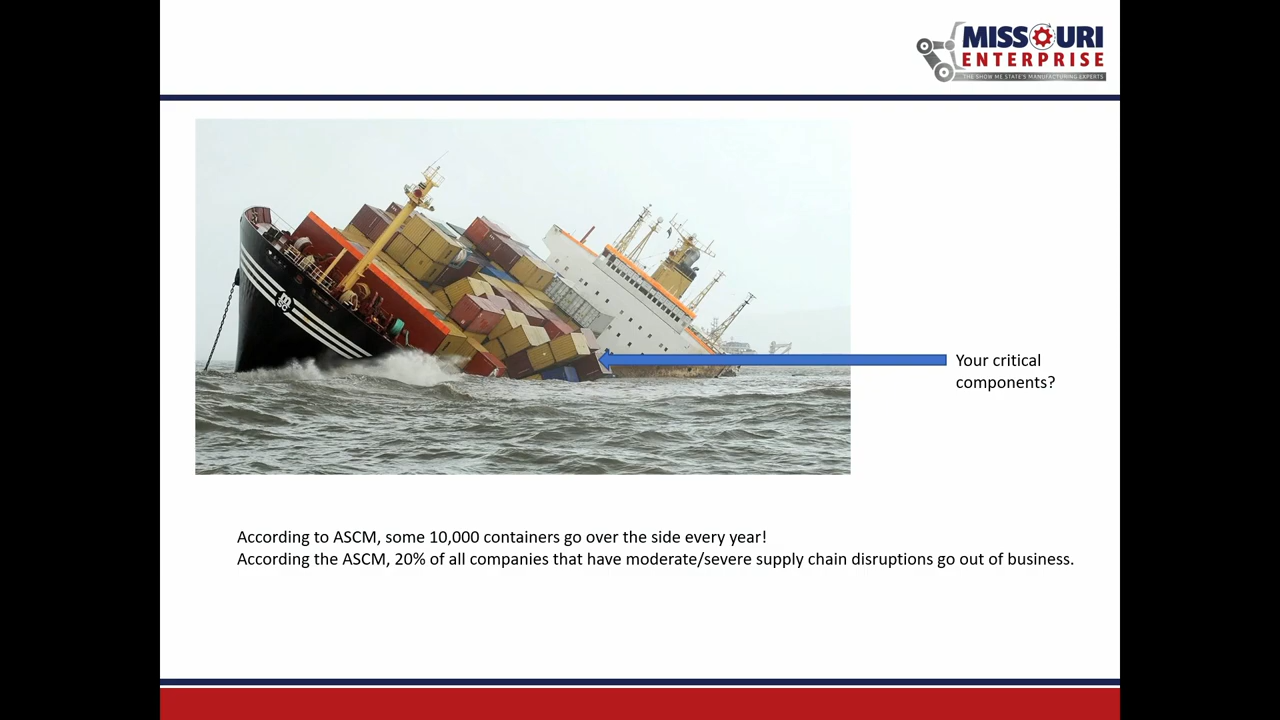 MISSOURI
ENTERPRISE
THE SHOW ME STATE'S MANUFACTURING EXPERTS
Your critical
components?
According to ASCM, some 10,000 containers go over the side every year!
According the ASCM, 20% of all companies that have moderate/severe supply chain disruptions go out of business.